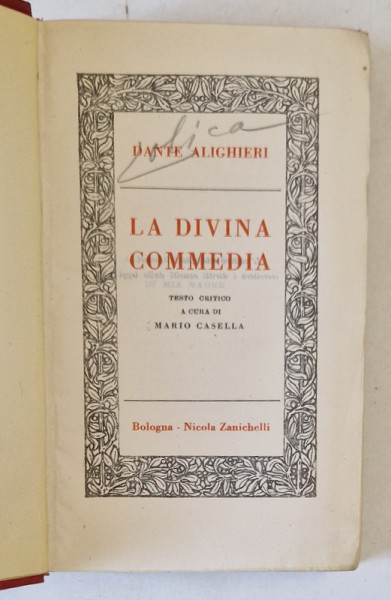 DANTE ALIGHIERI
LA DIVINA
COMMEDIA
TESTO CRITICO
A CURA DI
MARIO CASELLA
Bologna - Nicola Zanichelli